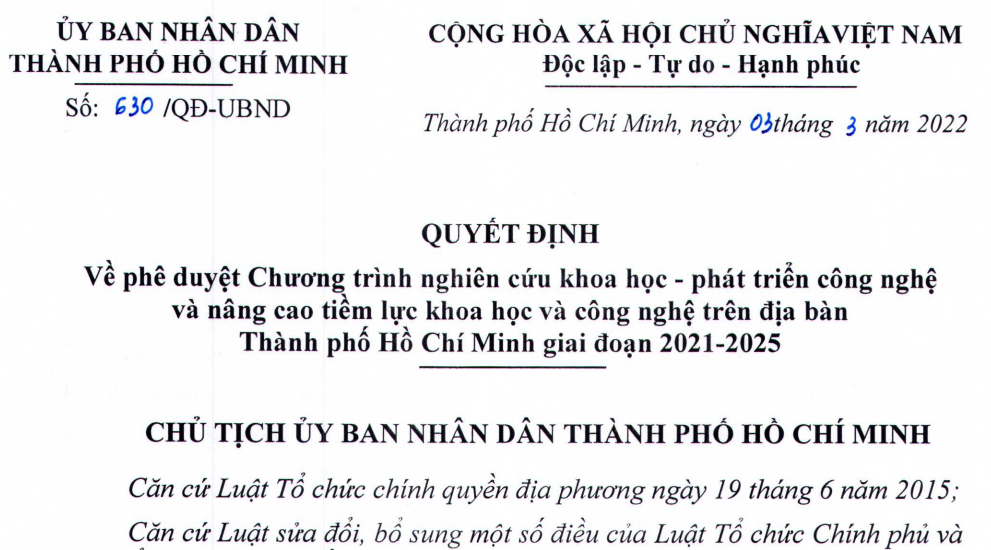 ỦY BAN NHÂN DÂN
THÀNH PHỐ HỒ CHÍ MINH
Số: 630 /QĐ-UBND
CỘNG HÒA XÃ HỘI CHỦ NGHĨAVIỆT NAM
Độc lập - Tự do - Hạnh phúc
Thành phố Hồ Chí Minh, ngày 03tháng 3 năm 2022
QUYẾT ĐỊNH
Về phê duyệt Chương trình nghiên cứu khoa học - phát triển công nghệ
và nâng cao tiềm lực khoa học và công nghệ trên địa bàn
Thành phố Hồ Chí Minh giai đoạn 2021-2025
CHỦ TỊCH ỦY BAN NHÂN DÂN THÀNH PHỐ HỒ CHÍ MINH
Căn cứ Luật Tổ chức chính quyền địa phương ngày 19 tháng 6 năm 2015;
Căn cứ Luật sửa đổi, bổ sung một số điều của Luật Tổ chức Chính phủ và